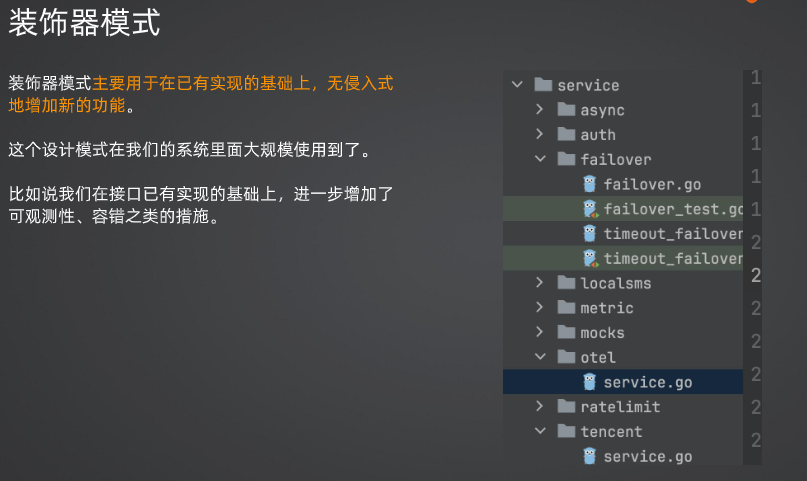 装饰器模式
装饰器模式主要用于在已有实现的基础上，无侵入式
地增加新的功能。
这个设计模式在我们的系统里面大规模使用到了。
比如说我们在接口已有实现的基础上，进一步增加了
可观测性、容错之类的措施。
service
async
auth
failover
failover.go
failover_test.go
timeout_failover
timeout_failover
localsms
metric
mocks
otel
service.go
ratelimit
tencent
service.go
1
1
1
1
1
2
2
2
2
2
2
2